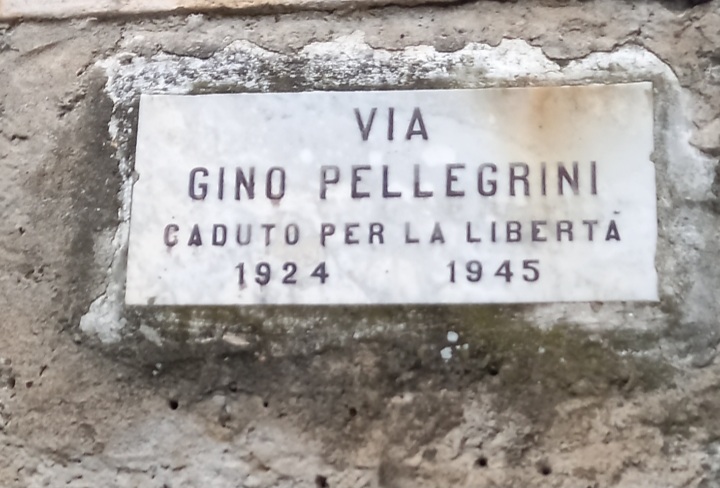 VIA
GINO PELLEGRINI
CADUTO PER LA LIBERTÀ
1924 1945